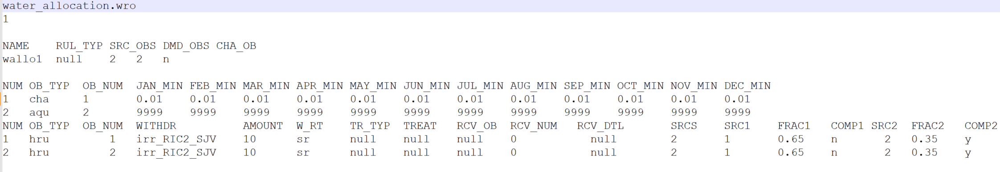 water_allocation.wro
1
NAME RUL_TYP SRC_OBS DMD_OBS CHA_OB
wallo1 null 2 2 n
NUM OB_TYP OB_NUM JAN_MIN FEB_MIN MAR_MIN APR_MIN MAY_MIN JUN_MIN JUL_MIN AUG_MIN SEP_MIN OCT_MIN NOV_MIN DEC_MIN
1 cha 1 0.01 0.01 0.01 0.01 0.01 0.01 0.01 0.01 0.01 0.01 0.01 0.01
2 aqu 2 9999 9999 9999 9999 9999 9999 9999 9999 9999 9999 9999 9999
NUM OB_TYP OB_NUM WITHDR AMOUNT W_RT TR_TYP TREAT RCV_OB RCV_NUM RCV_DTL SRCS SRC1 FRAC1 COMP1 SRC2 FRAC2 COMP2
1 hru 1 irr_RIC2_SJV 10 sr null null null 0 null 2 1 0.65 n 2 0.35 y
2 hru 2 irr_RIC2_SJV 10 sr null null null 0 null 2 1 0.65 n 2 0.35 y